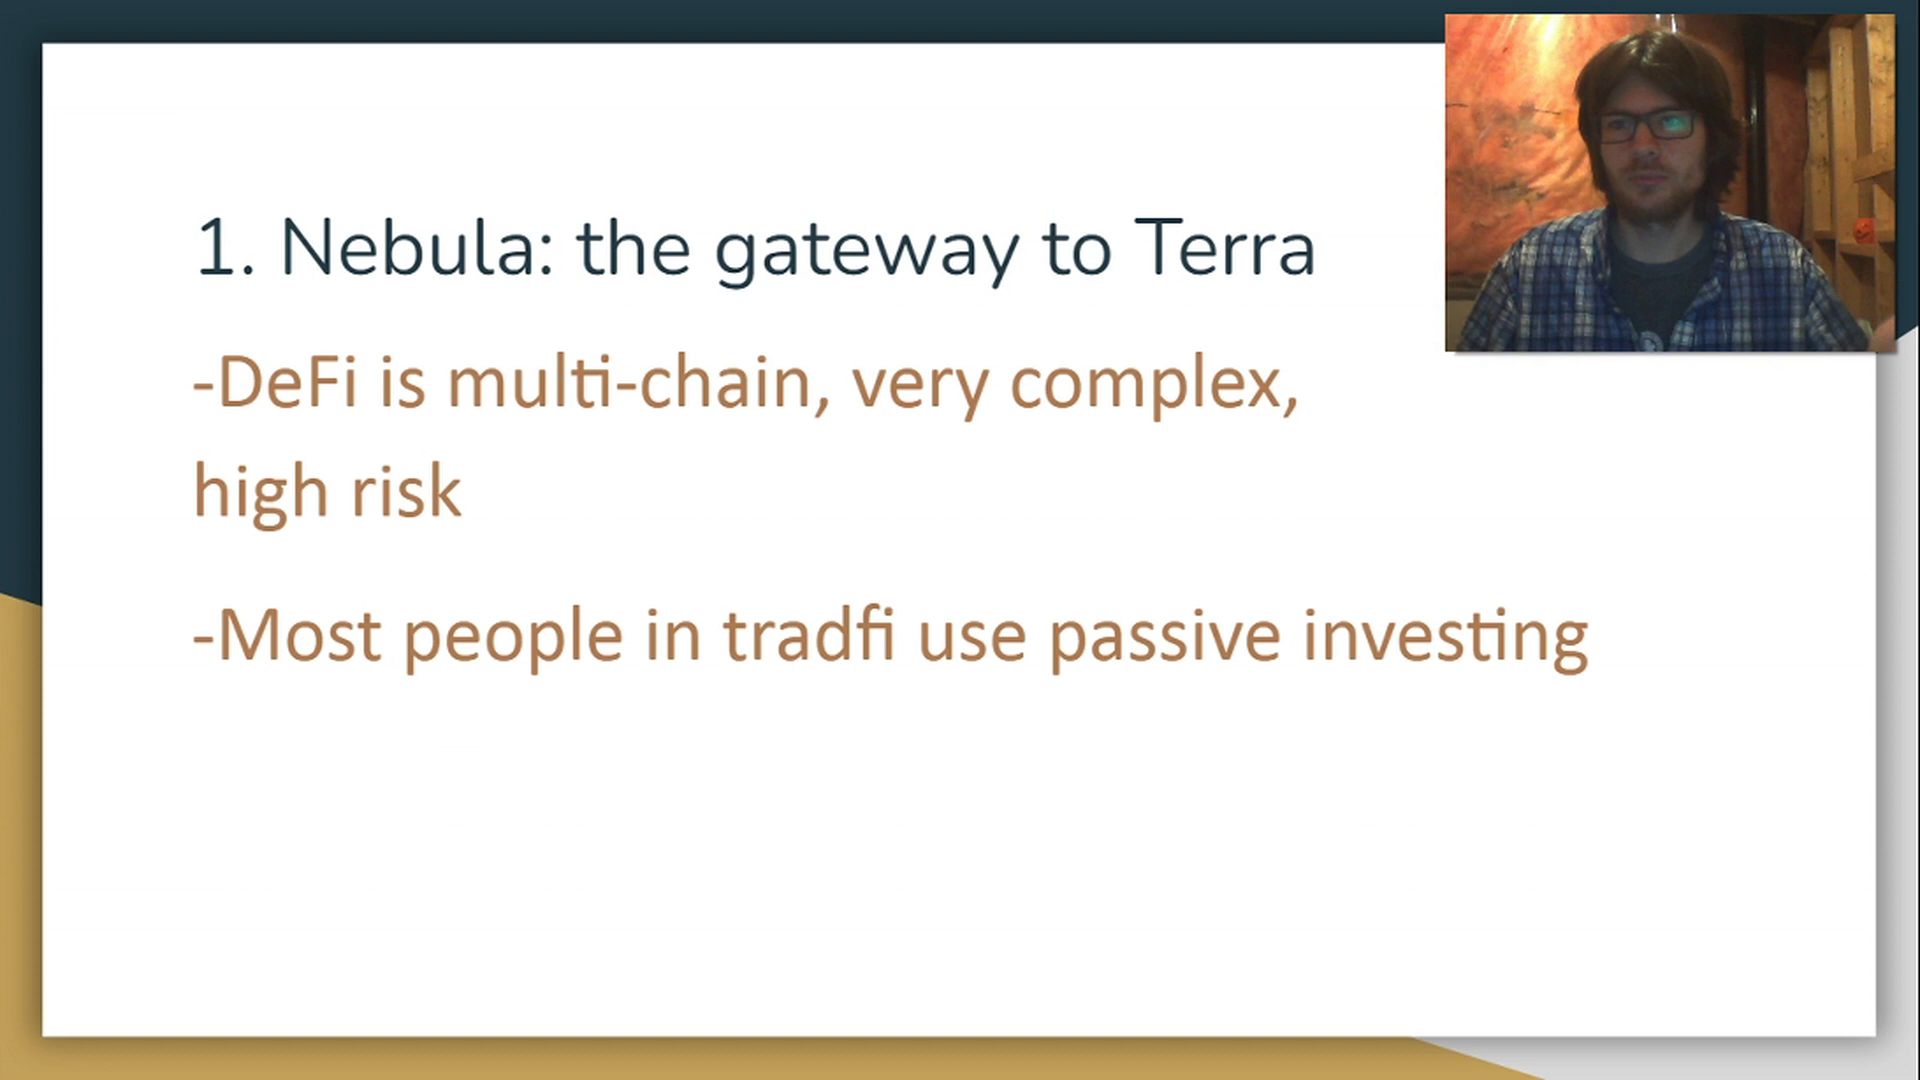 1. Nebula: the gateway to Terra
-DeFi is multi-chain, very complex,
high risk
-Most people in tradfi use passive investing